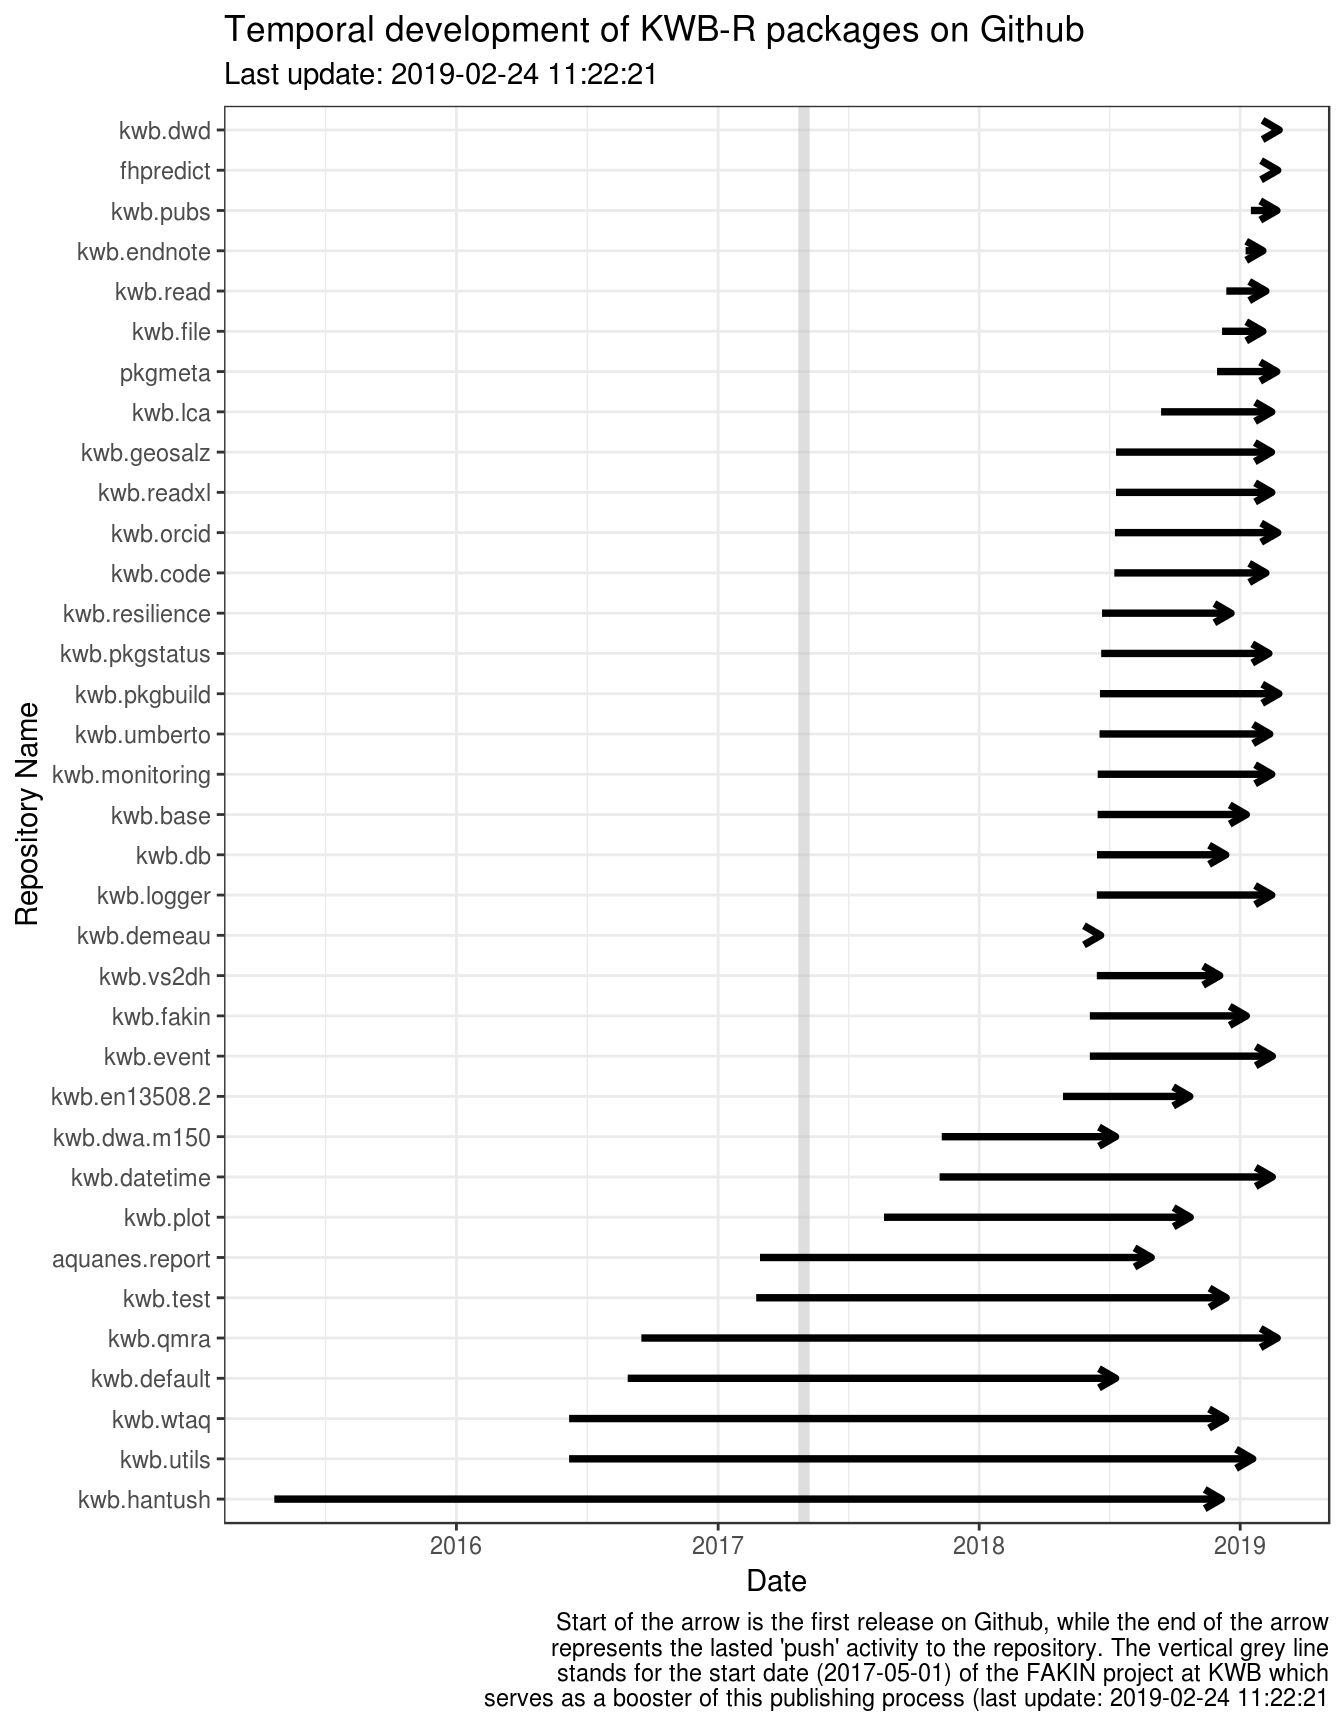 Temporal development of KWB-R packages on Github
Last update: 2019-02-24 11:22:21
kwb.dwd
fhpredict
kwb.pubs
kwb.endnote
kwb.read
kwb.file
pkgmeta
kwb.lca
kwb.geosalz
kwb.readxl
kwb.orcid
kwb.code
kwb.resilience
kwb.pkgstatus
kwb.pkgbuild
kwb.umberto
kwb.monitoring
kwb.base
kwb.db
kwb.logger
kwb.demeau
kwb.vs2dh
kwb.fakin
kwb.event
kwb.en13508.2
kwb.dwa.m150
kwb.datetime
kwb.plot
aquanes.report
kwb.test
kwb.qmra
kwb.default
kwb.wtaq
kwb.utils
kwb.hantush
Repository Name
2016 2017 2018 2019
Date
Start of the arrow is the first release on Github, while the end of the arrow
represents the lasted 'push' activity to the repository. The vertical grey line
stands for the start date (2017-05-01) of the FAKIN project at KWB which
serves as a booster of this publishing process (last update: 2019-02-24 11:22:21